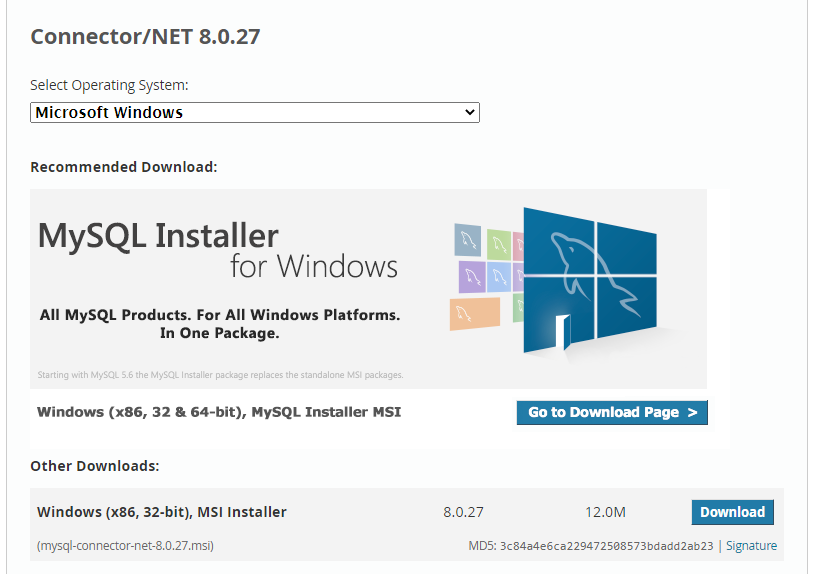 Connector/NET 8.0.27
Select Operating System:
Microsoft Windows
Recommended Download:
MySQL Installer
for Windows
All MySQL Products. For All Windows Platforms.
In One Package.
Starting with MySQL 5.6 the MySQL Installer package replaces the standalone MSI packages.
Windows (x86, 32 & 64-bit), MySQL Installer MSI Go to Download Page >
Other Downloads:
Windows (x86, 32-bit), MSI Installer 8.0.27 12.0M Download
(mysql-connector-net-8.0.27.msi) MD5: 3c84a4e6ca229472508573bdadd2ab23 | Signature